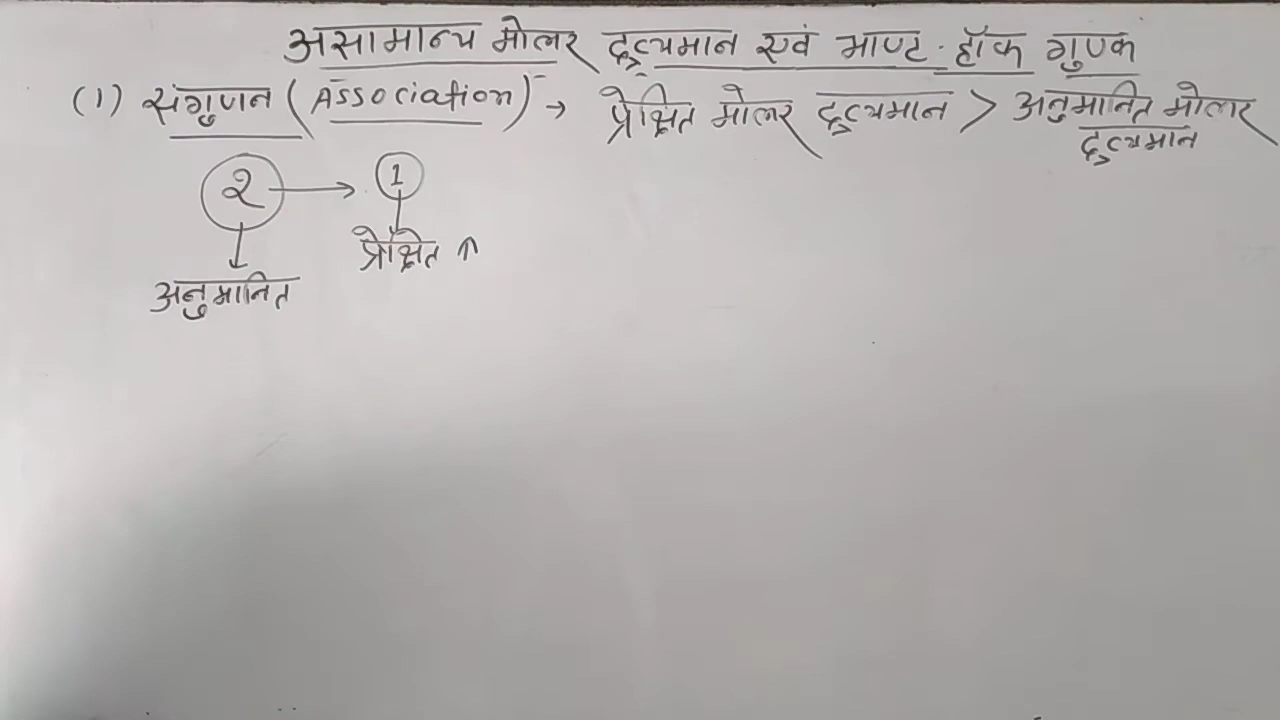 असामान्य मोलर द्रव्यमान एवं भाण्ट हॉक गुणक
(1) संगुणन (Association) → प्रेक्षित मोलर द्रव्यमान > अनुमानित मोलर
द्रव्यमान
2 → 1
प्रेक्षित ↑
अनुमानित